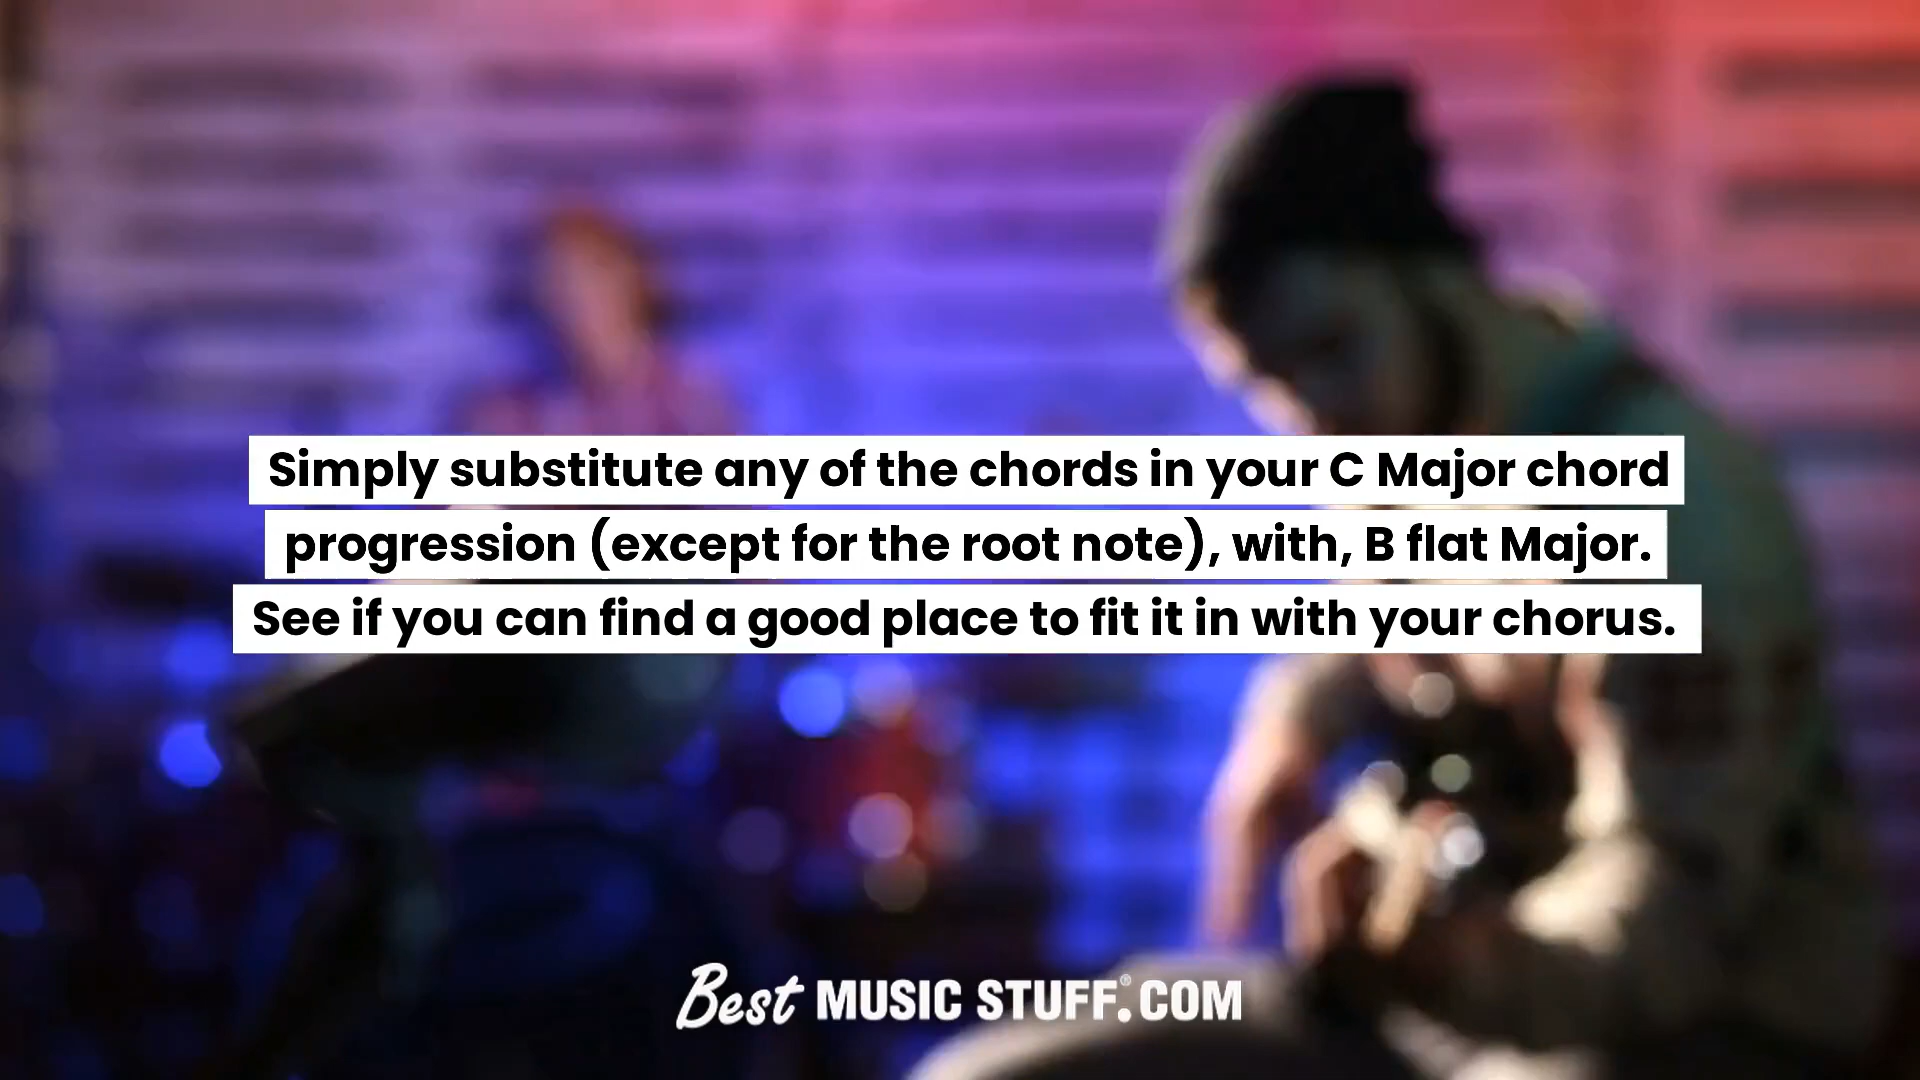 Simply substitute any of the chords in your C Major chord
progression (except for the root note), with, B flat Major.
See if you can find a good place to fit it in with your chorus.
Best MUSIC STUFF®.COM